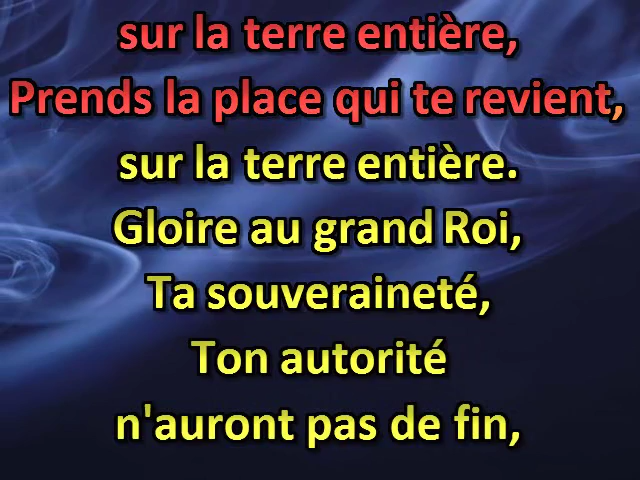 sur la terre entière,
Prends la place qui te revient,
sur la terre entière.
Gloire au grand Roi,
Ta souveraineté,
Ton autorité
n'auront pas de fin,